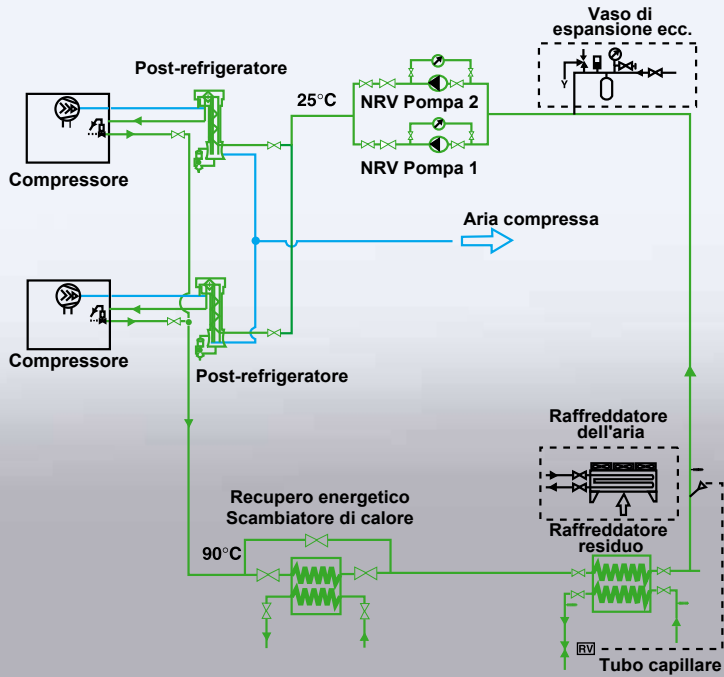 Vaso di
espansione ecc.
Post-refrigeratore
25°C
NRV Pompa 2
Y
Compressore
NRV Pompa 1
Aria compressa
Compressore
Post-refrigeratore
Raffreddatore
dell'aria
Recupero energetico
Scambiatore di calore
90°C
Raffreddatore
residuo
RV
Tubo capillare